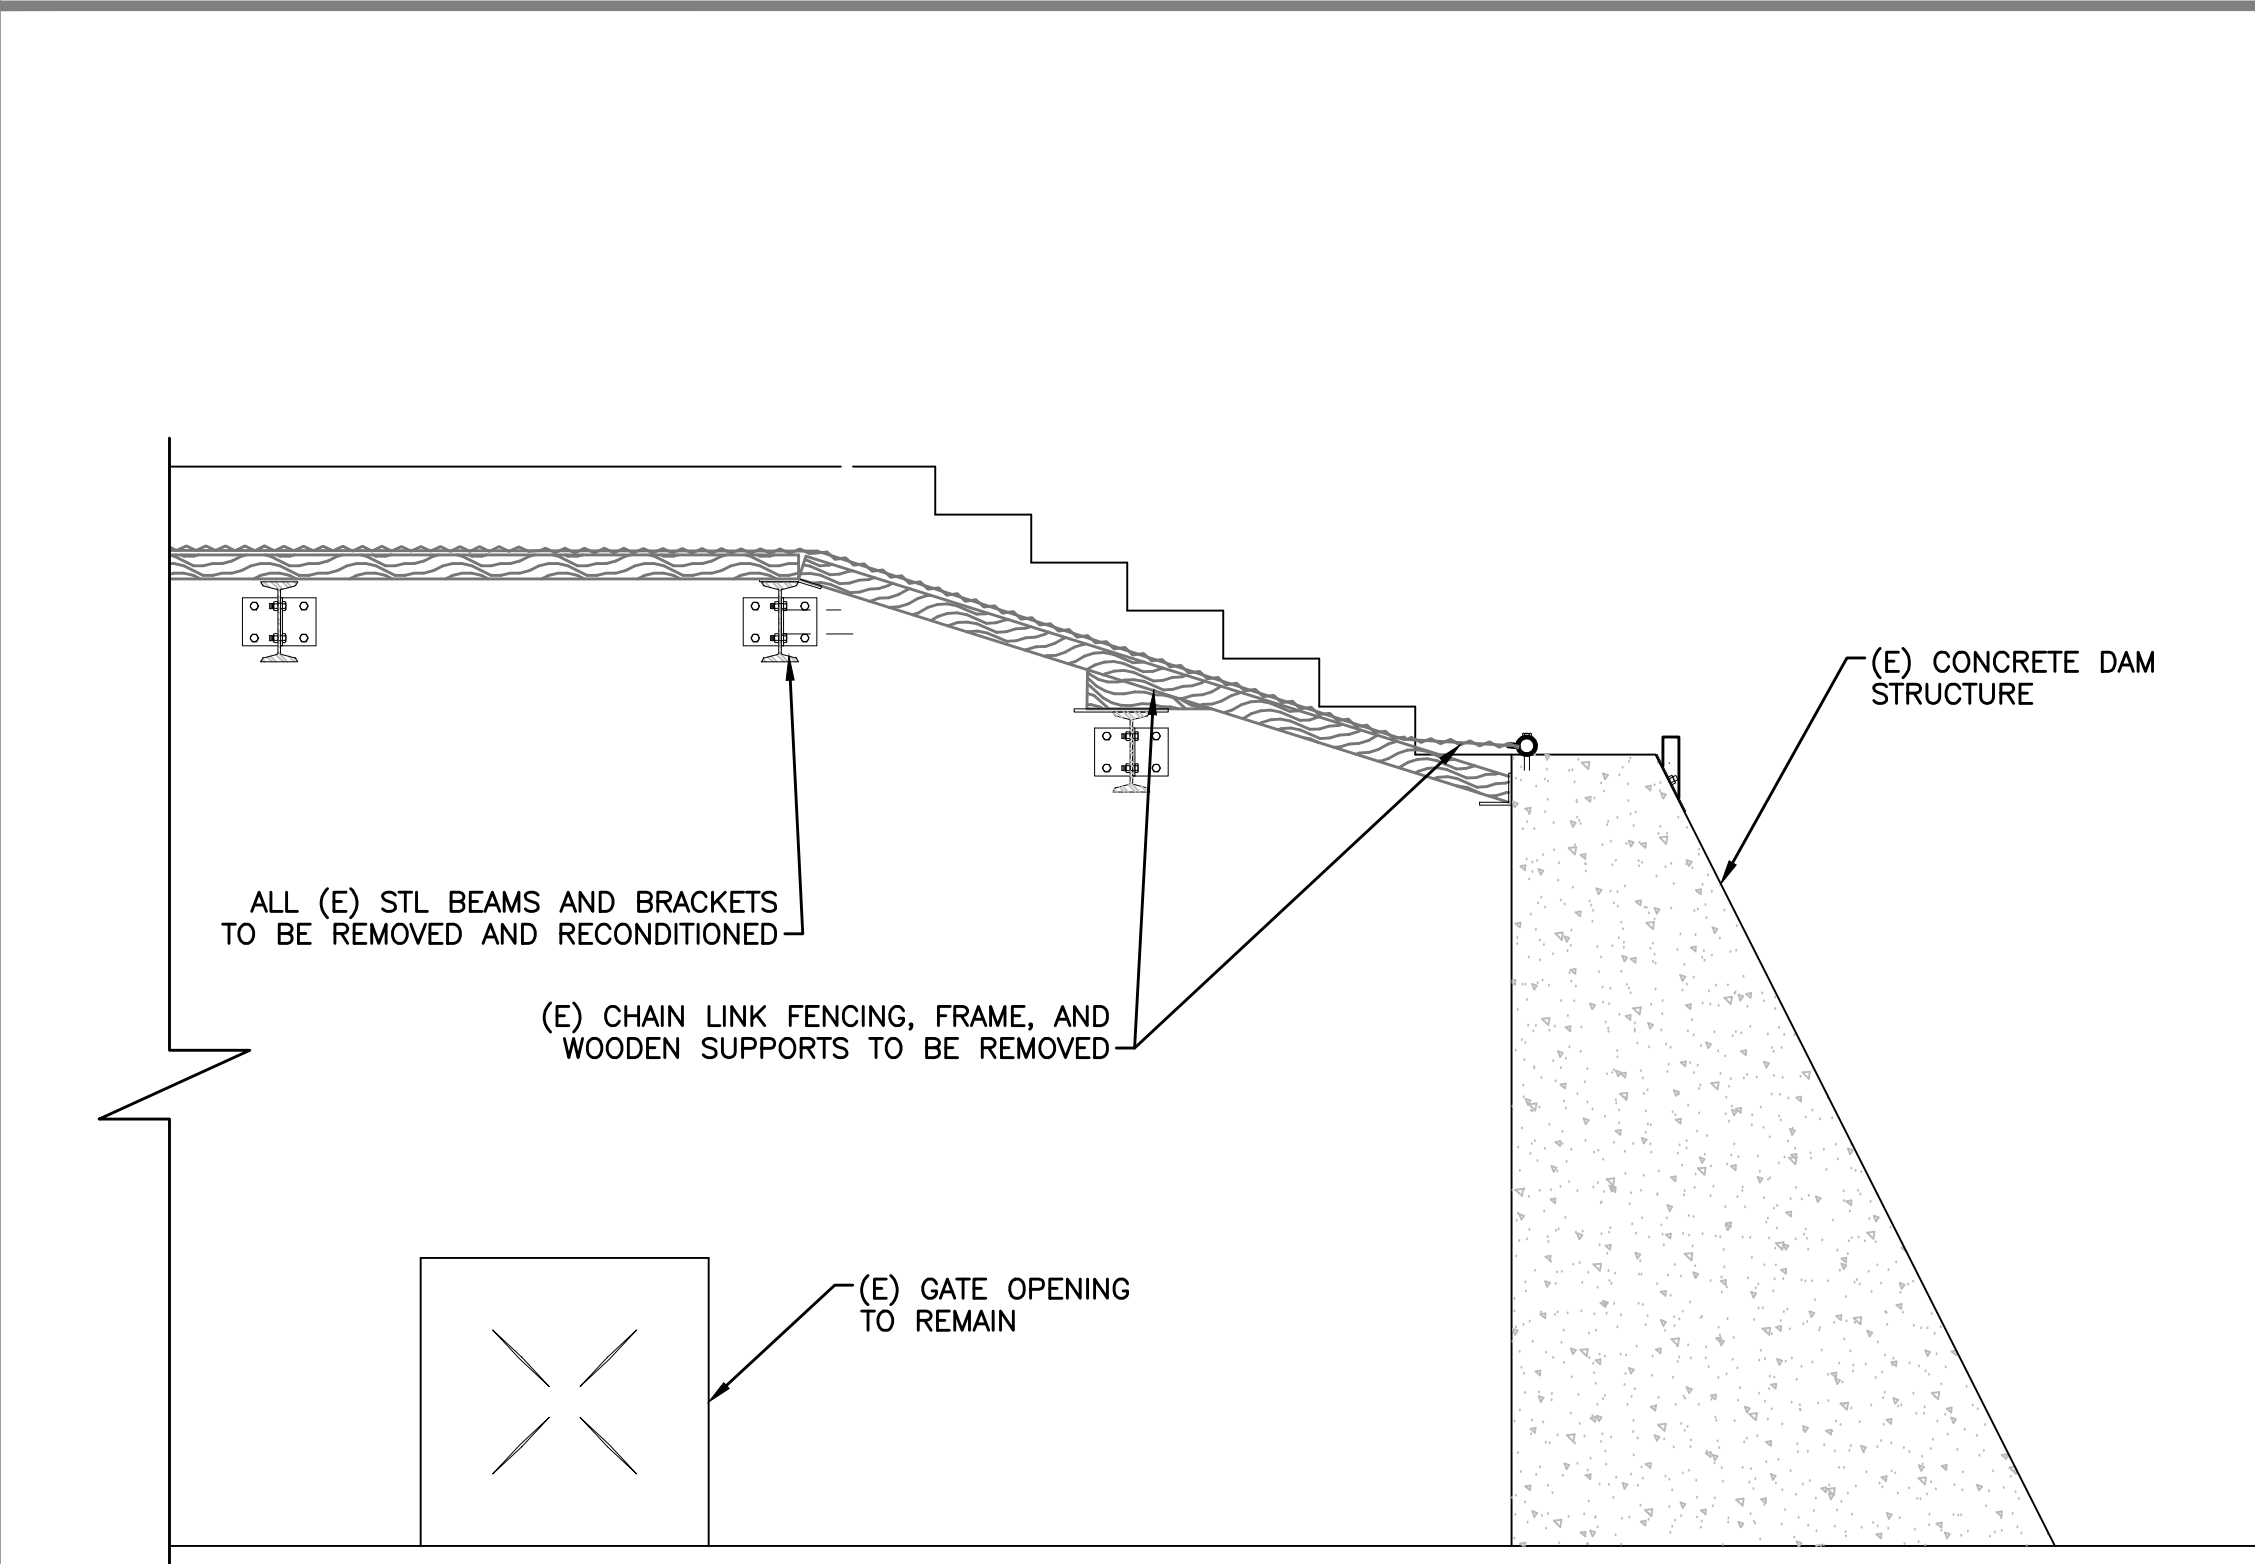 (E) CONCRETE DAM
STRUCTURE
ALL (E) STL BEAMS AND BRACKETS
TO BE REMOVED AND RECONDITIONED
(E) CHAIN LINK FENCING, FRAME, AND
WOODEN SUPPORTS TO BE REMOVED
(E) GATE OPENING
TO REMAIN